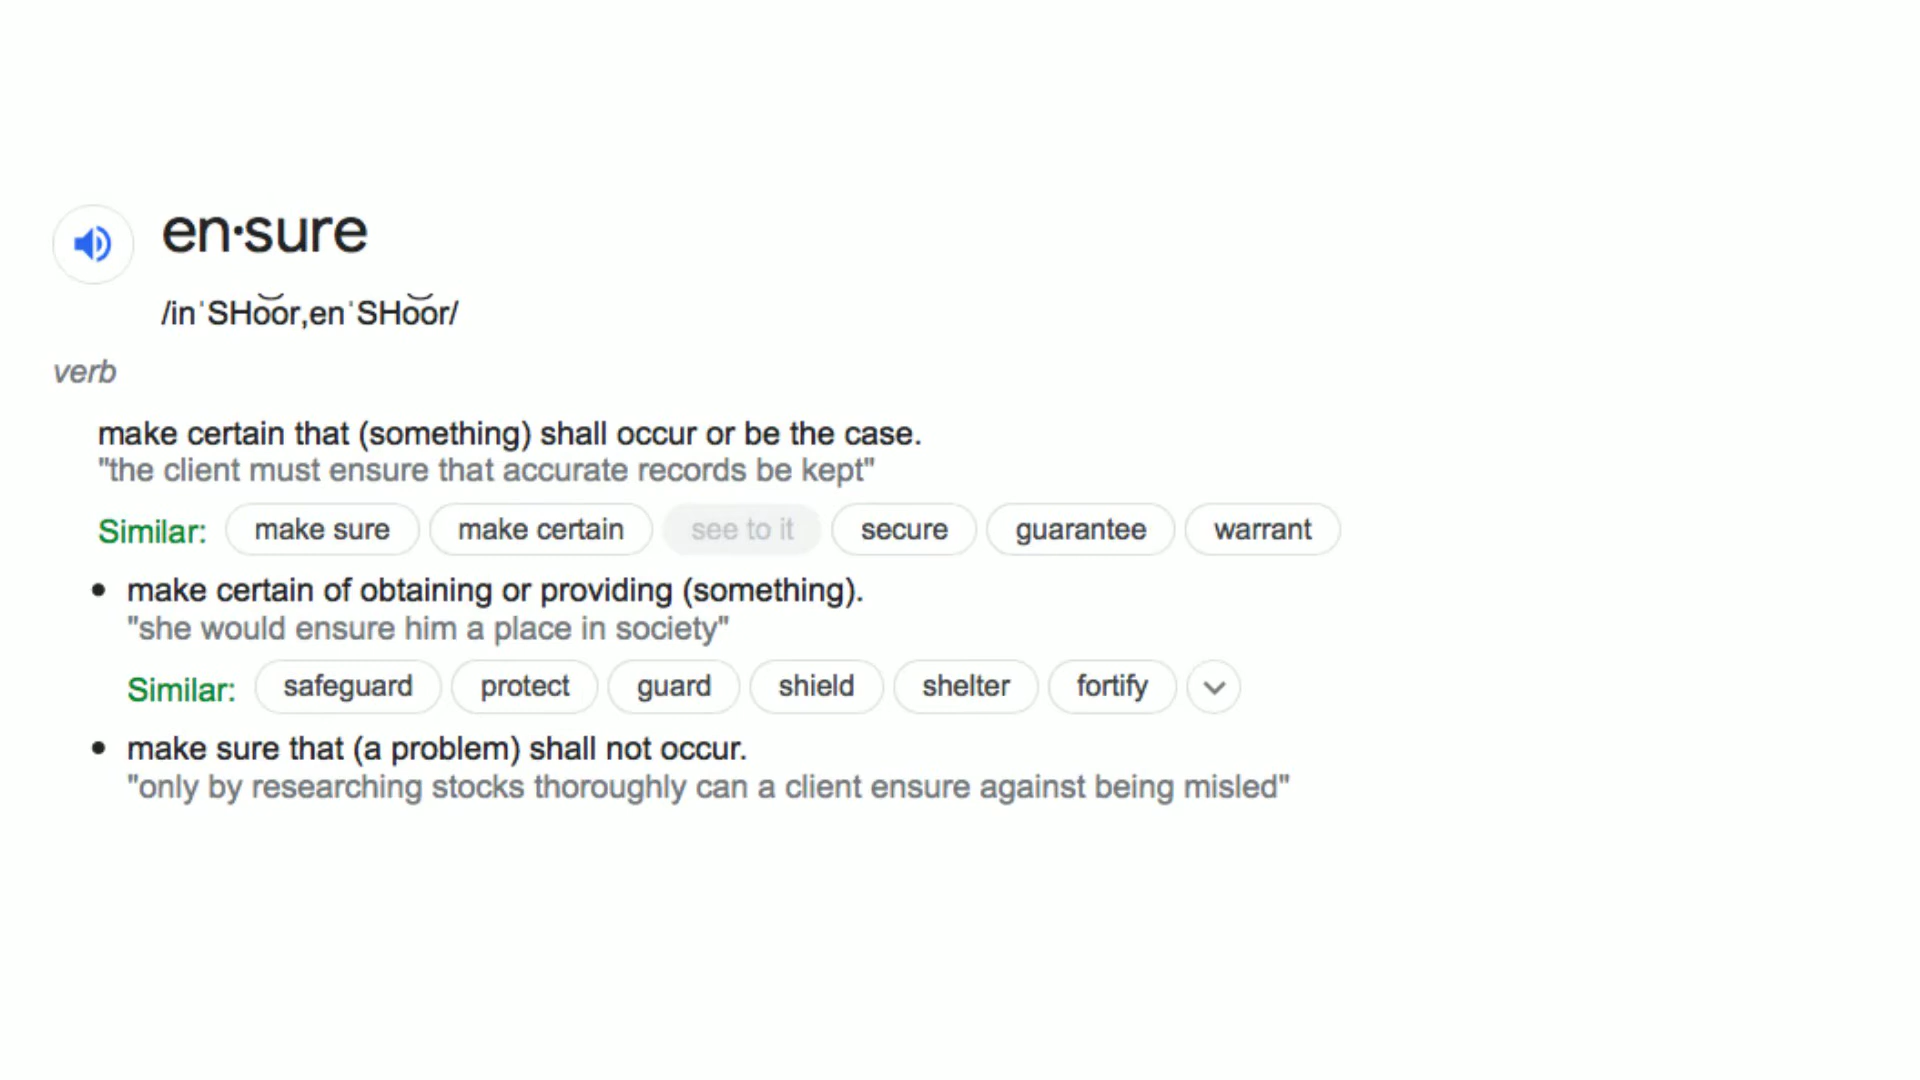 en·sure
/inˈSHo͝or,enˈSHo͝or/
verb
make certain that (something) shall occur or be the case.
"the client must ensure that accurate records be kept"
Similar: make sure make certain see to it secure guarantee warrant
• make certain of obtaining or providing (something).
"she would ensure him a place in society"
Similar: safeguard protect guard shield shelter fortify
• make sure that (a problem) shall not occur.
"only by researching stocks thoroughly can a client ensure against being misled"